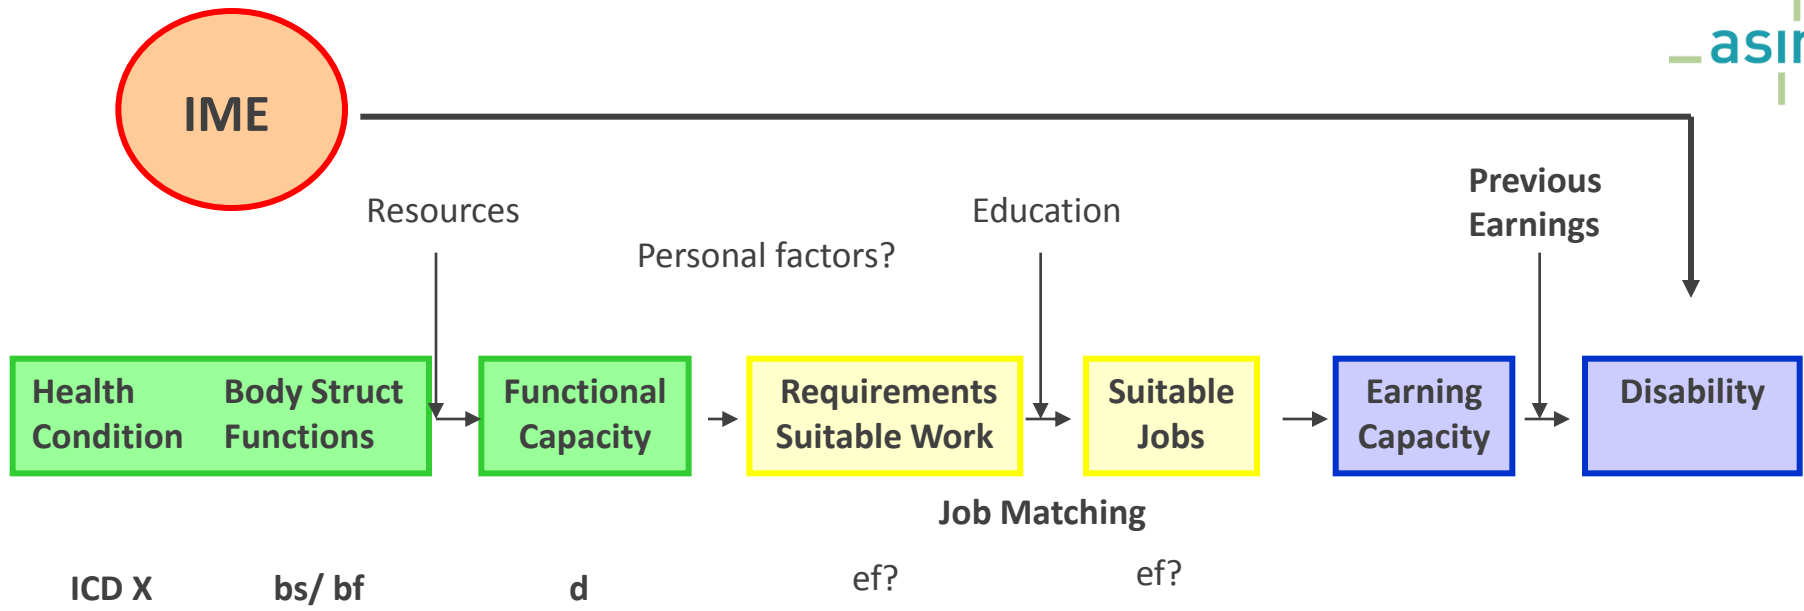 IME
Resources
Personal factors?
Education
Previous
Earnings
Health
Condition
Body Struct
Functions
Functional
Capacity
Requirements
Suitable Work
Suitable
Jobs
Earning
Capacity
Disability
Job Matching
ICD X
bs/ bf
d
ef?
ef?